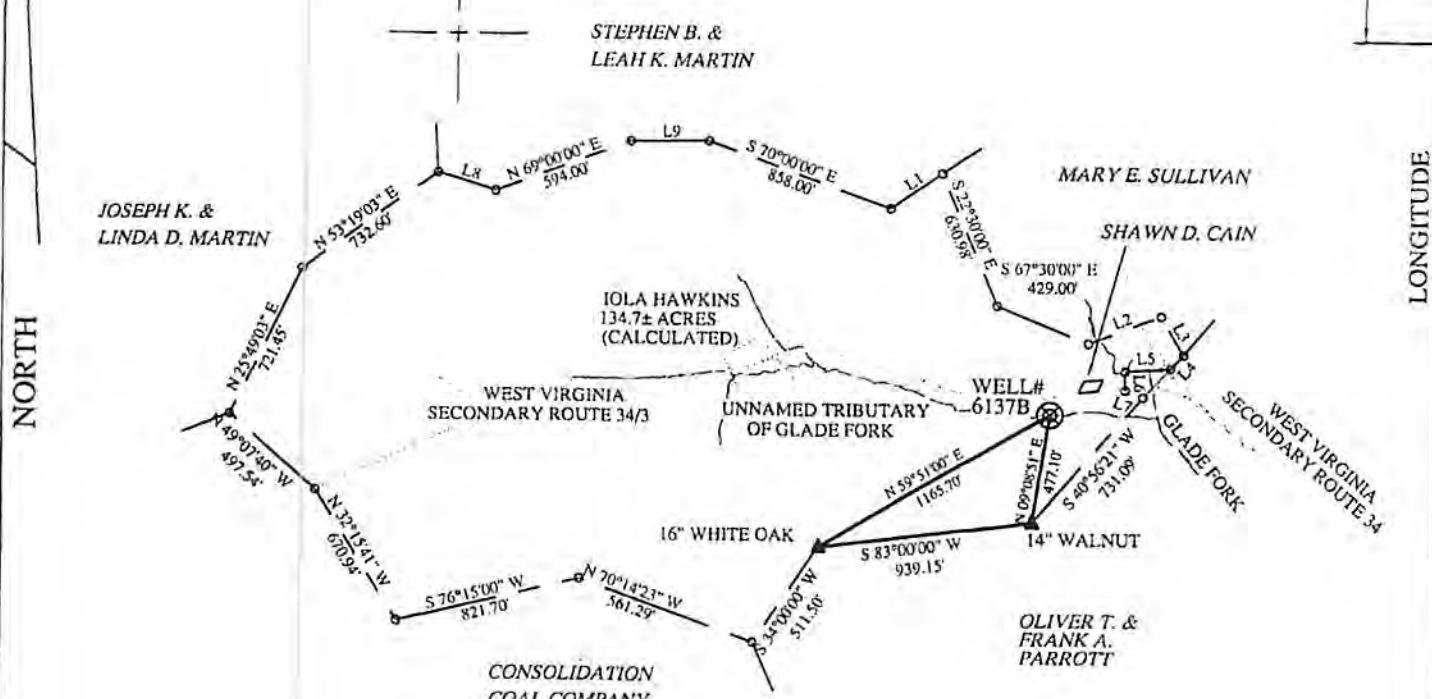 STEPHEN B. &
LEAH K. MARTIN
L9
L8
N 69°00'00" E
594.00'
S 70°00'00" E
858.00'
L1
MARY E. SULLIVAN
SHAWN D. CAIN
JOSEPH K. &
LINDA D. MARTIN
N 53°19'03" E
732.60'
S 22°30'00" E
630.98'
S 67°30'00" E
429.00'
LONGITUDE
NORTH
N 25°49'03" E
721.45'
IOLA HAWKINS
134.7± ACRES
(CALCULATED)
L2
L3
L4
L5
L6
L7
WEST VIRGINIA
SECONDARY ROUTE 34/3
UNNAMED TRIBUTARY
OF GLADE FORK
WELL#
6137B
GLADE FORK
WEST VIRGINIA
SECONDARY ROUTE 34
N 49°07'40" W
497.54'
N 32°15'41" W
670.94'
N 59°51'00" E
1165.70'
N 09°08'51" E
477.10'
S 40°56'21" W
731.09'
16" WHITE OAK
S 83°00'00" W
939.15'
14" WALNUT
S 76°15'00" W
821.70'
N 70°14'23" W
561.29'
S 34°00'00" W
511.50'
OLIVER T. &
FRANK A.
PARROTT
CONSOLIDATION
COAL COMPANY